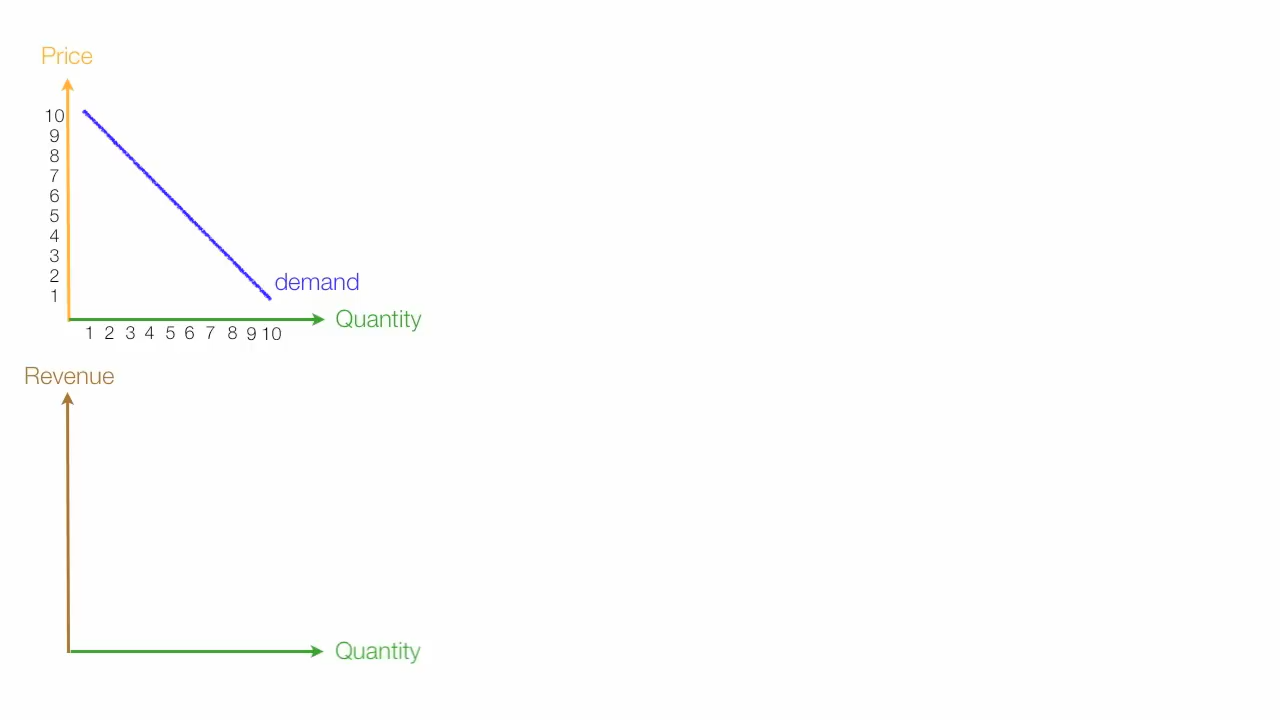 Price
10
9
8
7
6
5
4
3
2
1
demand
Quantity
1 2 3 4 5 6 7 8 9 10
Revenue
Quantity